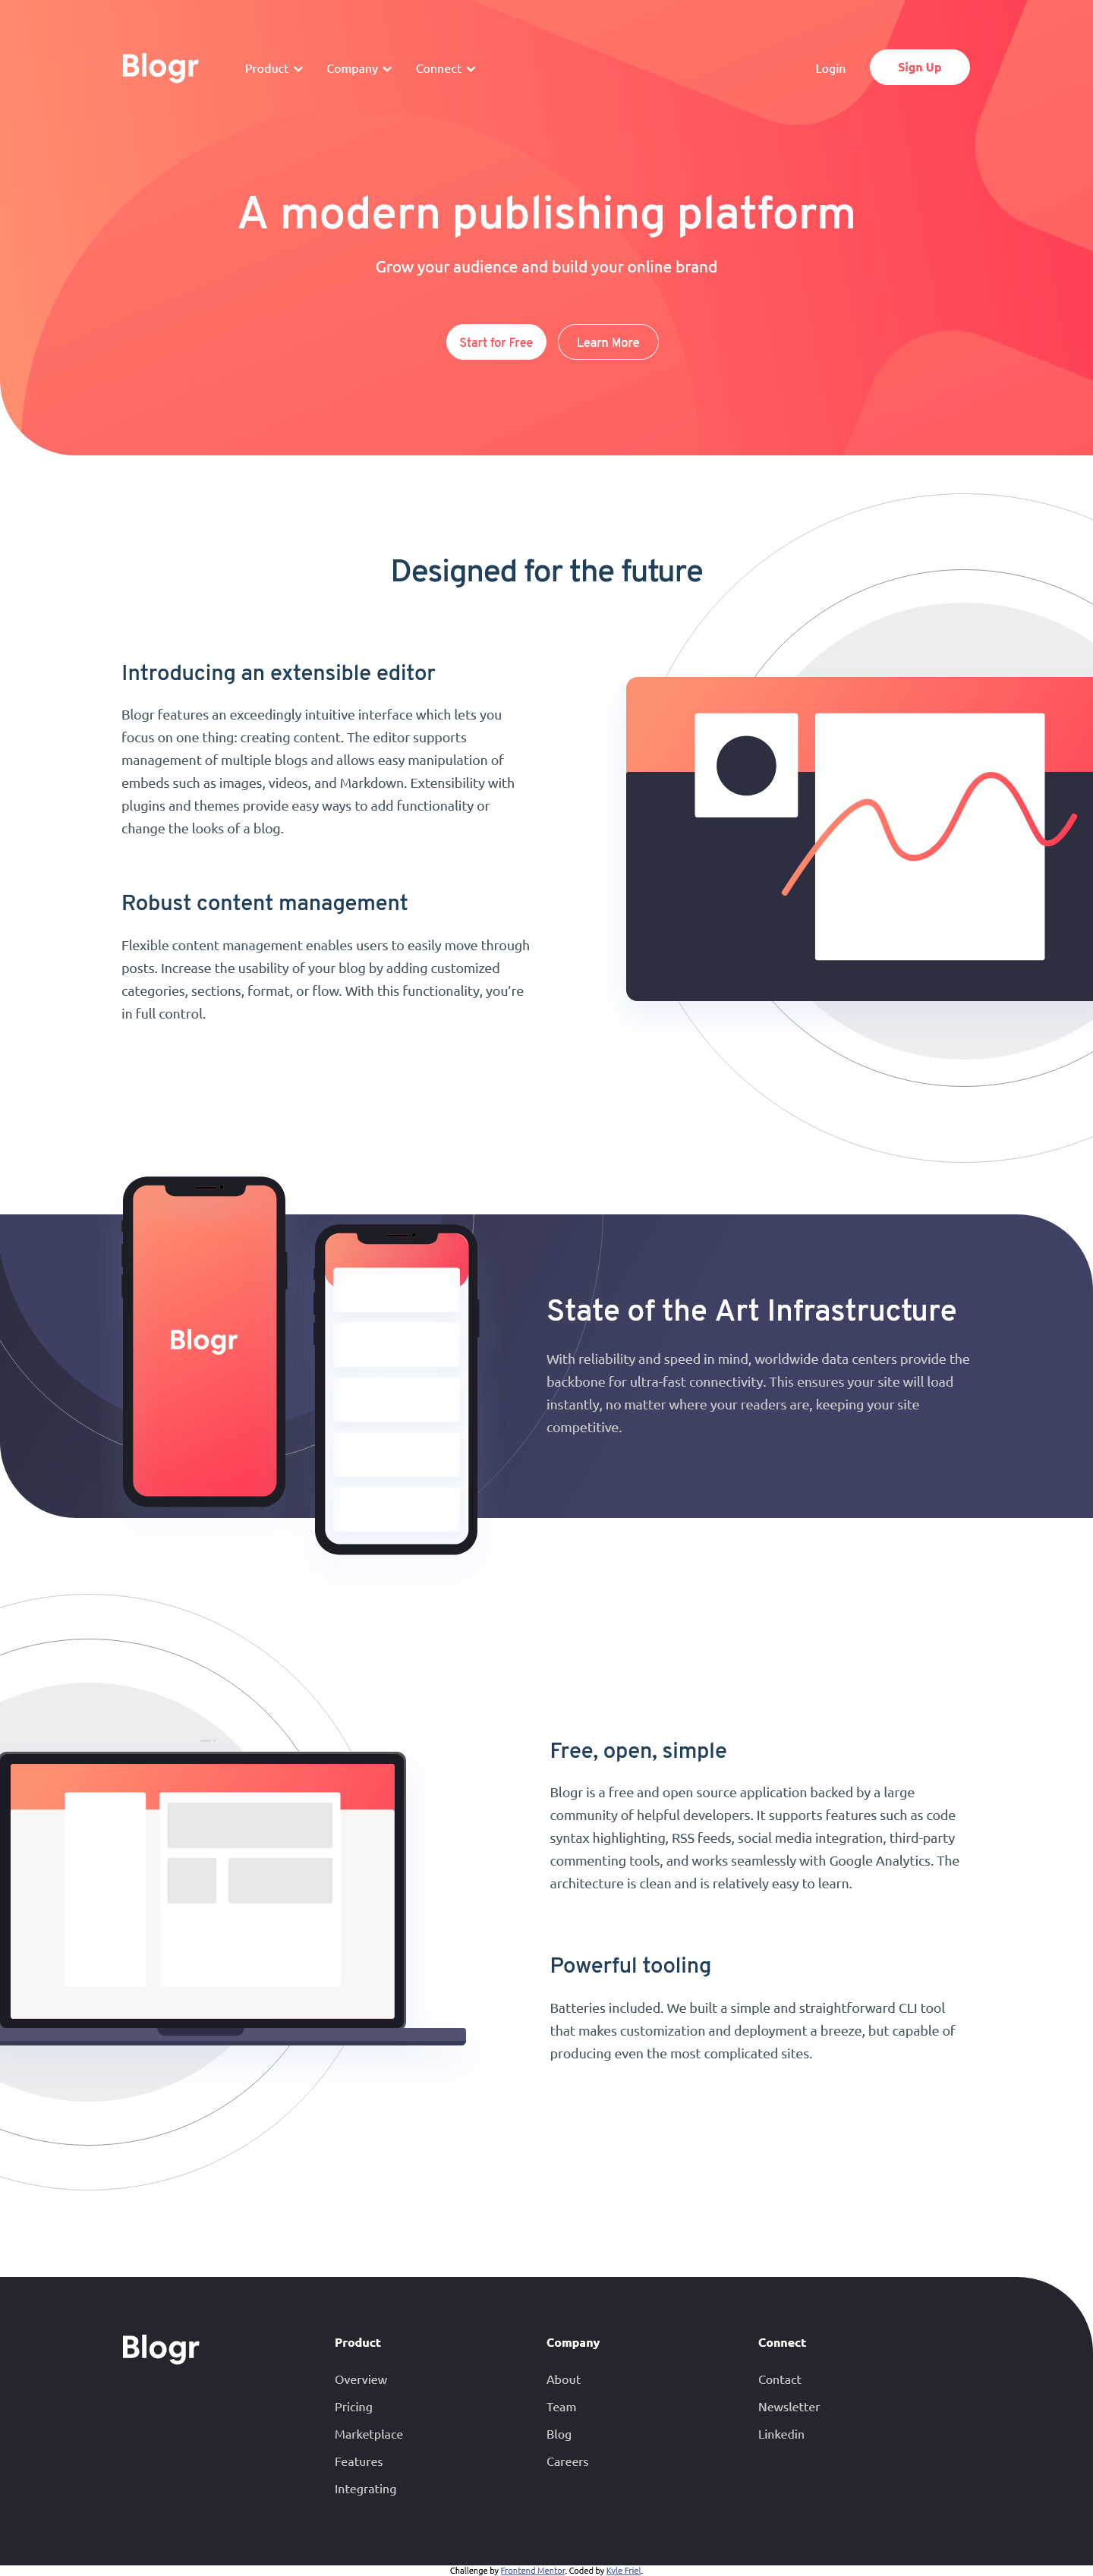 Blogr Product Company Connect Login Sign Up
A modern publishing platform
Grow your audience and build your online brand
Start for Free Learn More
Designed for the future
Introducing an extensible editor
Blogr features an exceedingly intuitive interface which lets you
focus on one thing: creating content. The editor supports
management of multiple blogs and allows easy manipulation of
embeds such as images, videos, and Markdown. Extensibility with
plugins and themes provide easy ways to add functionality or
change the looks of a blog.
Robust content management
Flexible content management enables users to easily move through
posts. Increase the usability of your blog by adding customized
categories, sections, format, or flow. With this functionality, you’re
in full control.
Blogr
State of the Art Infrastructure
With reliability and speed in mind, worldwide data centers provide the
backbone for ultra-fast connectivity. This ensures your site will load
instantly, no matter where your readers are, keeping your site
competitive.
Free, open, simple
Blogr is a free and open source application backed by a large
community of helpful developers. It supports features such as code
syntax highlighting, RSS feeds, social media integration, third-party
commenting tools, and works seamlessly with Google Analytics. The
architecture is clean and is relatively easy to learn.
Powerful tooling
Batteries included. We built a simple and straightforward CLI tool
that makes customization and deployment a breeze, but capable of
producing even the most complicated sites.
Blogr
Product
Overview
Pricing
Marketplace
Features
Integrating
Company
About
Team
Blog
Careers
Connect
Contact
Newsletter
Linkedin
Challenge by Frontend Mentor. Coded by Kyle Friel.